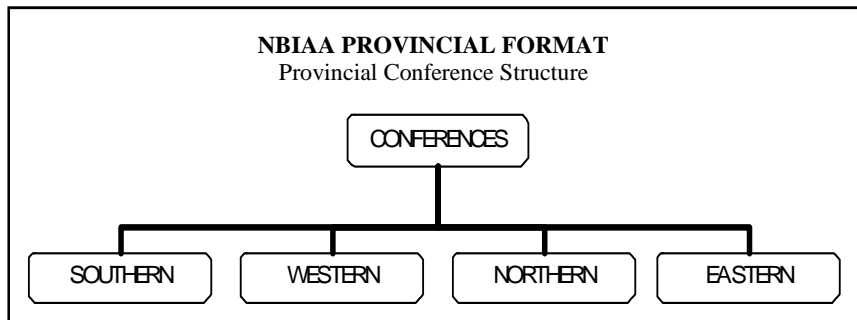 NBIAA PROVINCIAL FORMAT
Provincial Conference Structure
CONFERENCES
SOUTHERN
WESTERN
NORTHERN
EASTERN